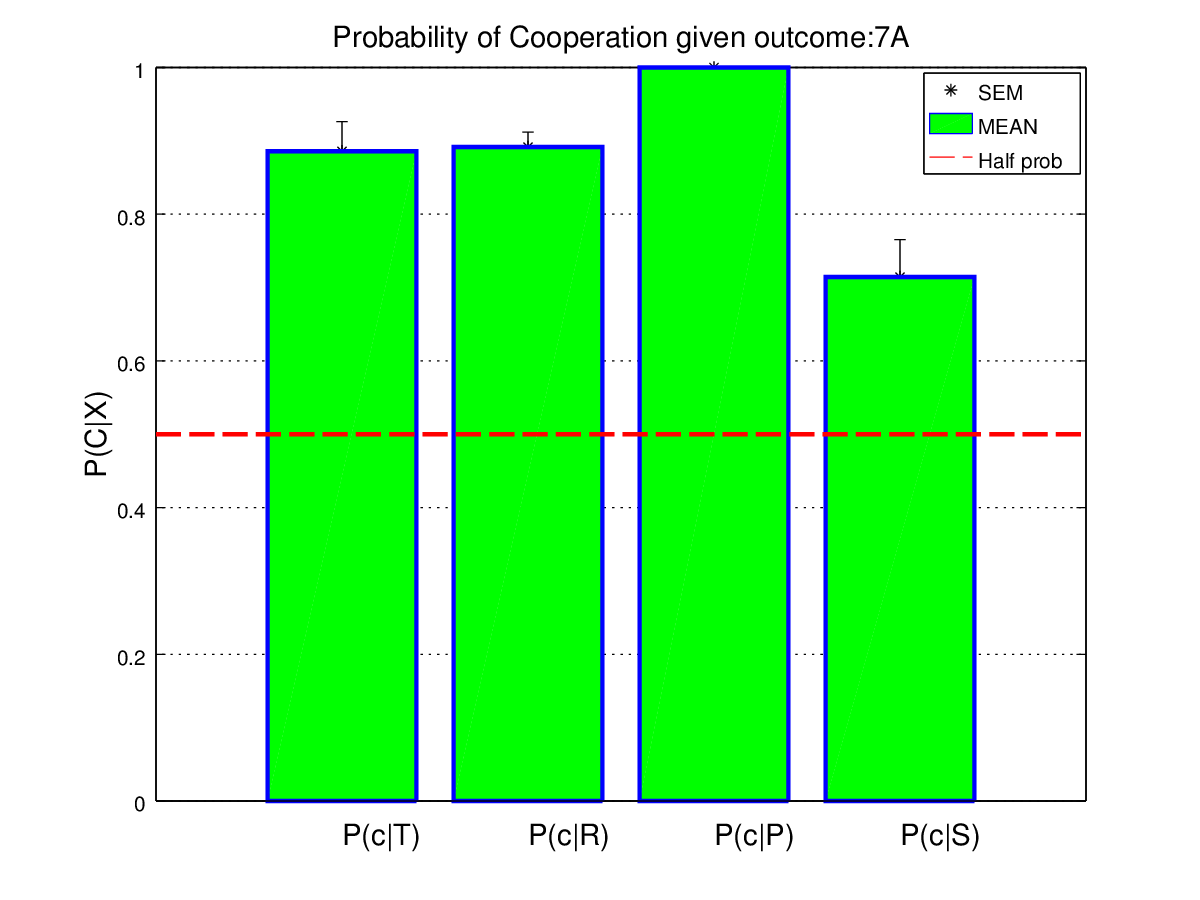 Probability of Cooperation given outcome:7A
1
0.8
0.6
0.4
0.2
0
P(C|X)
SEM
MEAN
Half prob
P(c|T)
P(c|R)
P(c|P)
P(c|S)